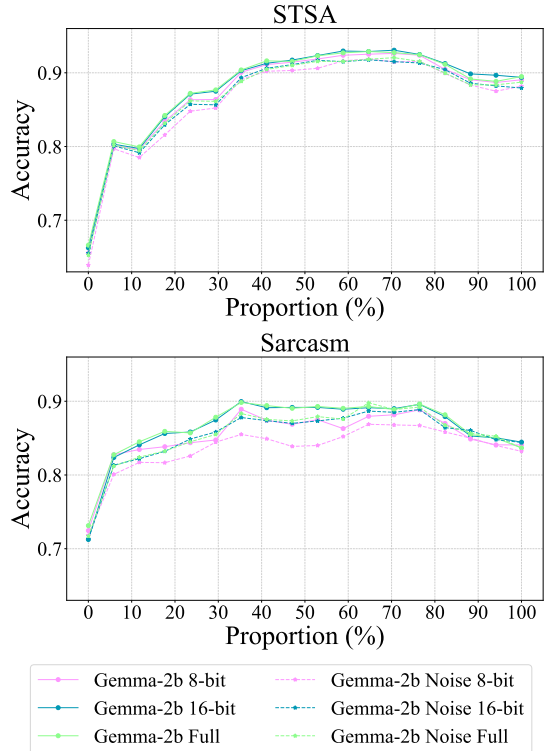 STSA
0.9
0.8
0.7
Accuracy
0 10 20 30 40 50 60 70 80 90 100
Proportion (%)
Sarcasm
0.9
0.8
0.7
Accuracy
0 10 20 30 40 50 60 70 80 90 100
Proportion (%)
Gemma-2b 8-bit Gemma-2b Noise 8-bit
Gemma-2b 16-bit Gemma-2b Noise 16-bit
Gemma-2b Full Gemma-2b Noise Full